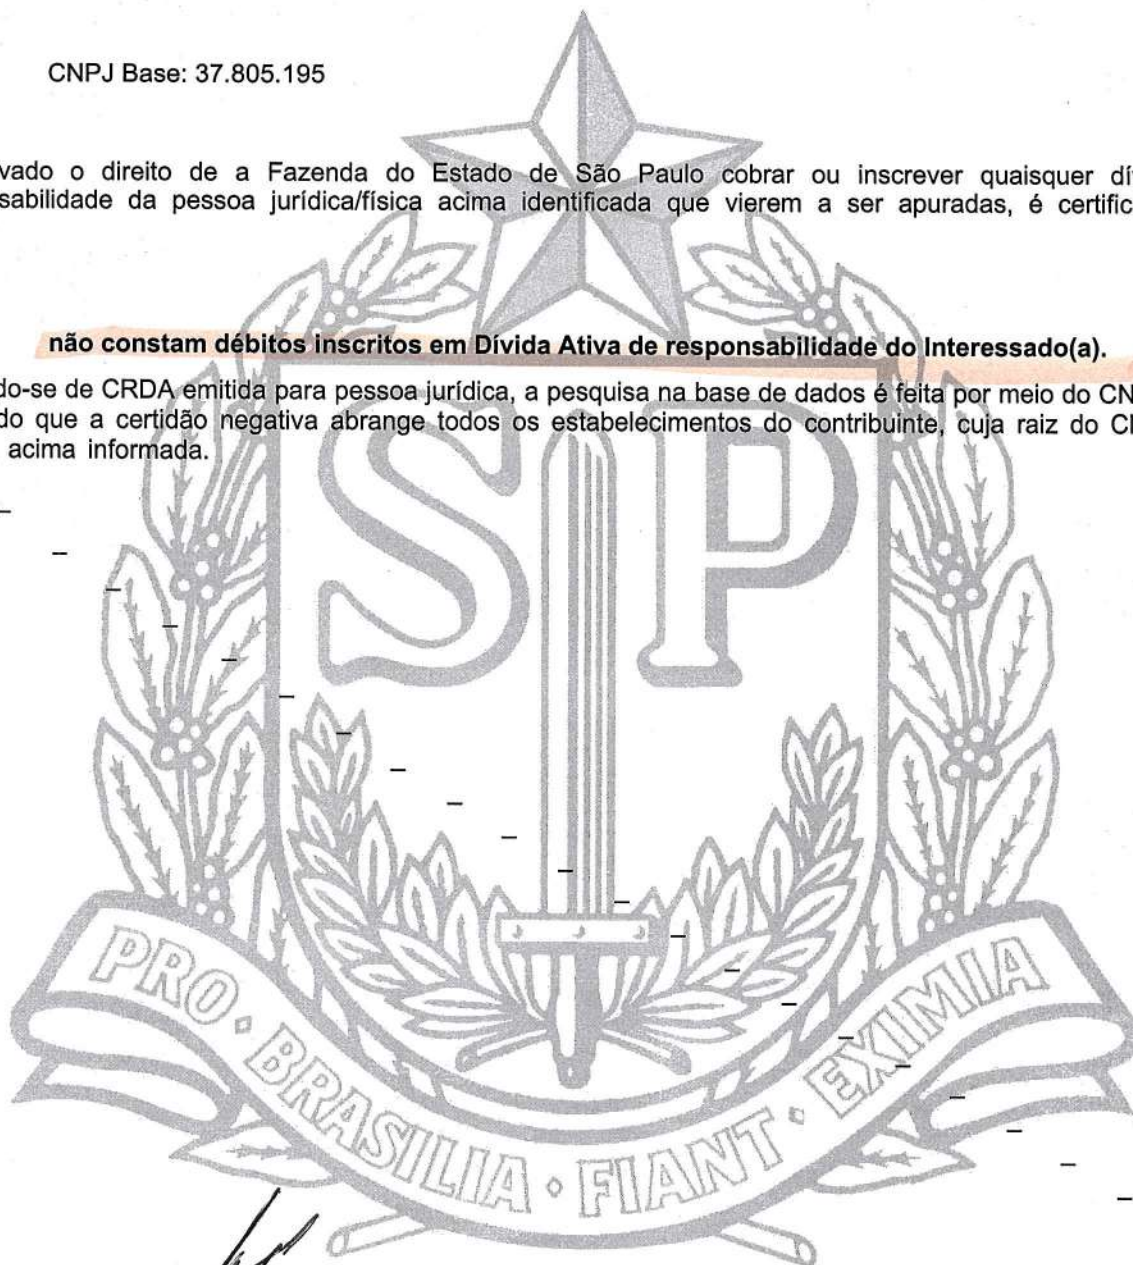 CNPJ Base: 37.805.195
vado o direito de a Fazenda do Estado de São Paulo cobrar ou inscrever quaisquer dí
sabilidade da pessoa jurídica/física acima identificada que vierem a ser apuradas, é certific
não constam débitos inscritos em Dívida Ativa de responsabilidade do Interessado(a).
do-se de CRDA emitida para pessoa jurídica, a pesquisa na base de dados é feita por meio do CN
do que a certidão negativa abrange todos os estabelecimentos do contribuinte, cuja raiz do C
acima informada.
S P
PRO · BRASILIA · FIANT · EXIMIA